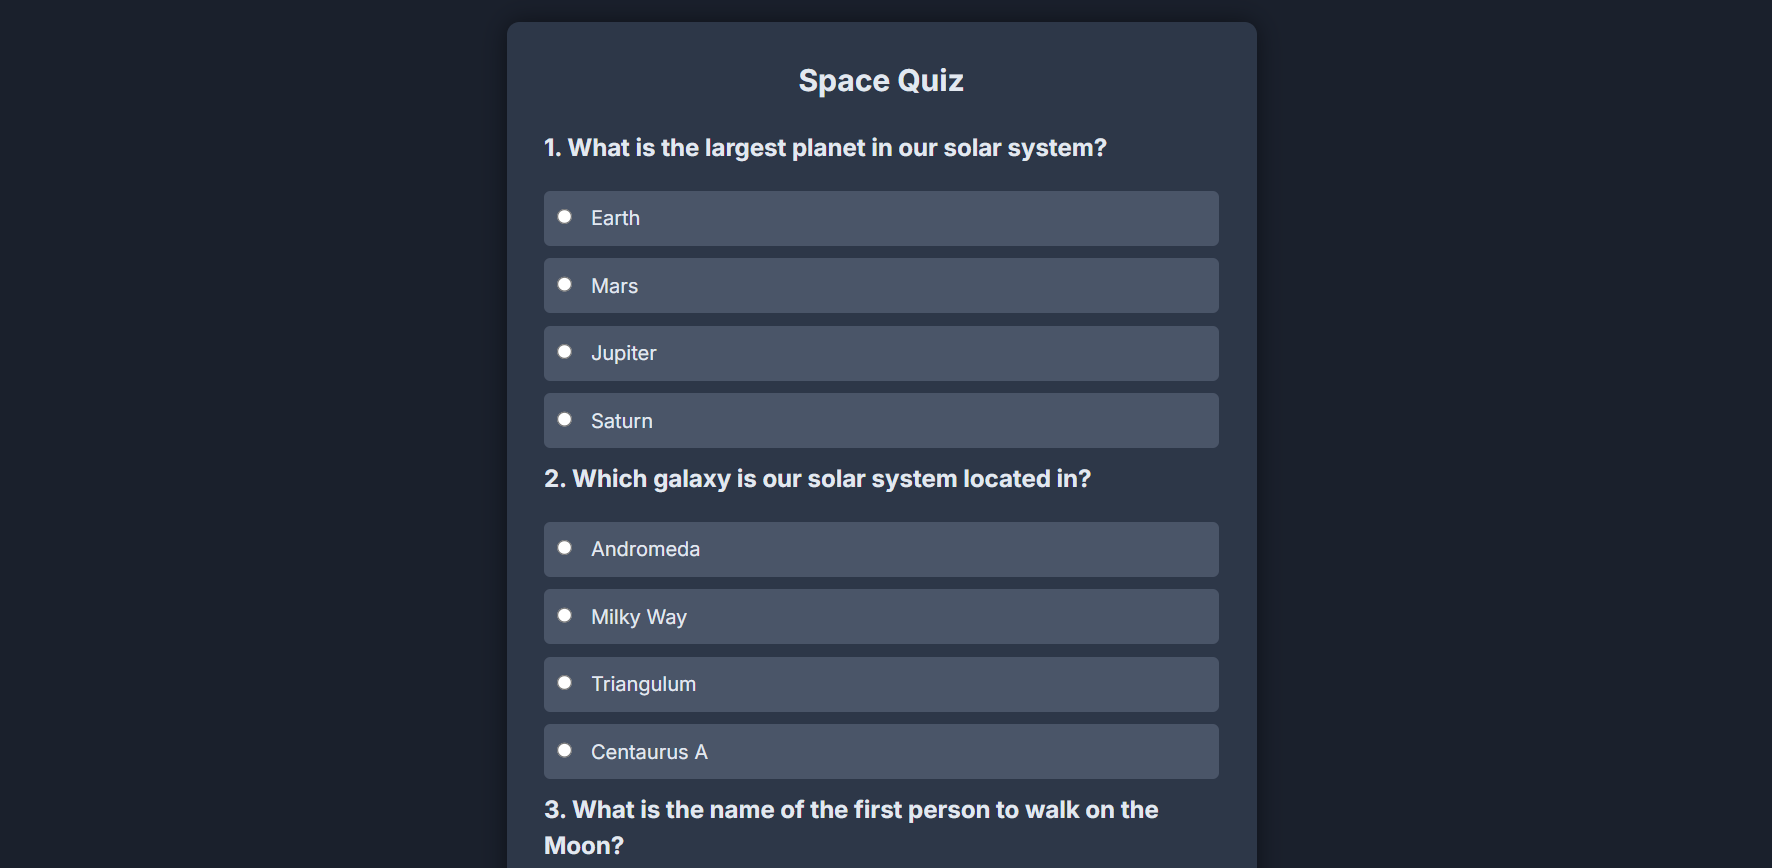 Space Quiz
1. What is the largest planet in our solar system?
Earth
Mars
Jupiter
Saturn
2. Which galaxy is our solar system located in?
Andromeda
Milky Way
Triangulum
Centaurus A
3. What is the name of the first person to walk on the
Moon?